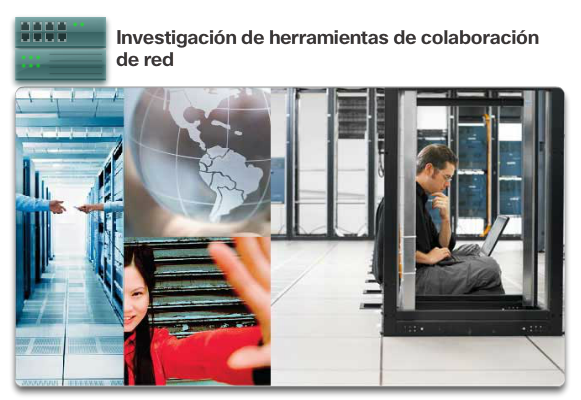 Investigación de herramientas de colaboración
de red